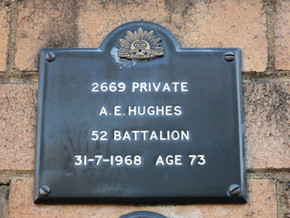 2669 PRIVATE
A.E. HUGHES
52 BATTALION
31-7-1968 AGE 73